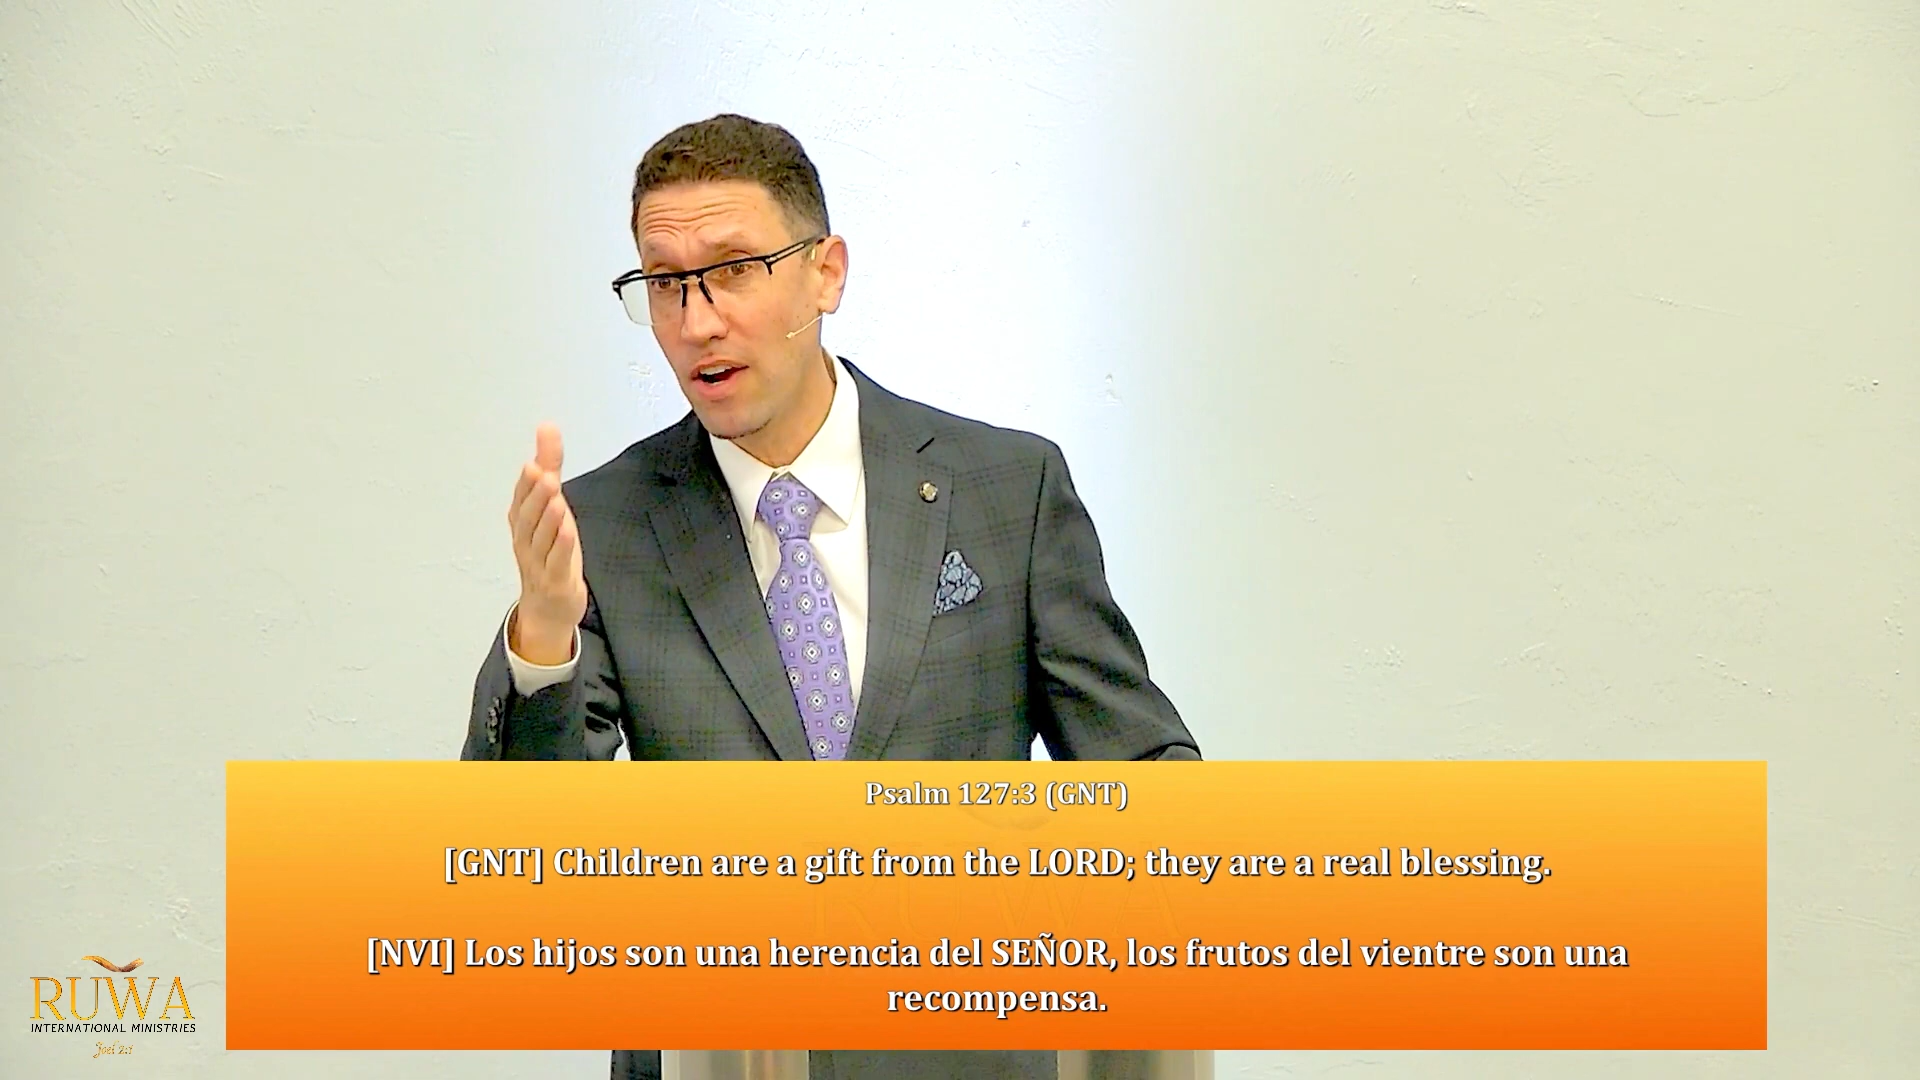 Psalm 127:3 (GNT)
[GNT] Children are a gift from the LORD; they are a real blessing.
[NVI] Los hijos son una herencia del SEÑOR, los frutos del vientre son una
recompensa.
RUWA
INTERNATIONAL MINISTRIES